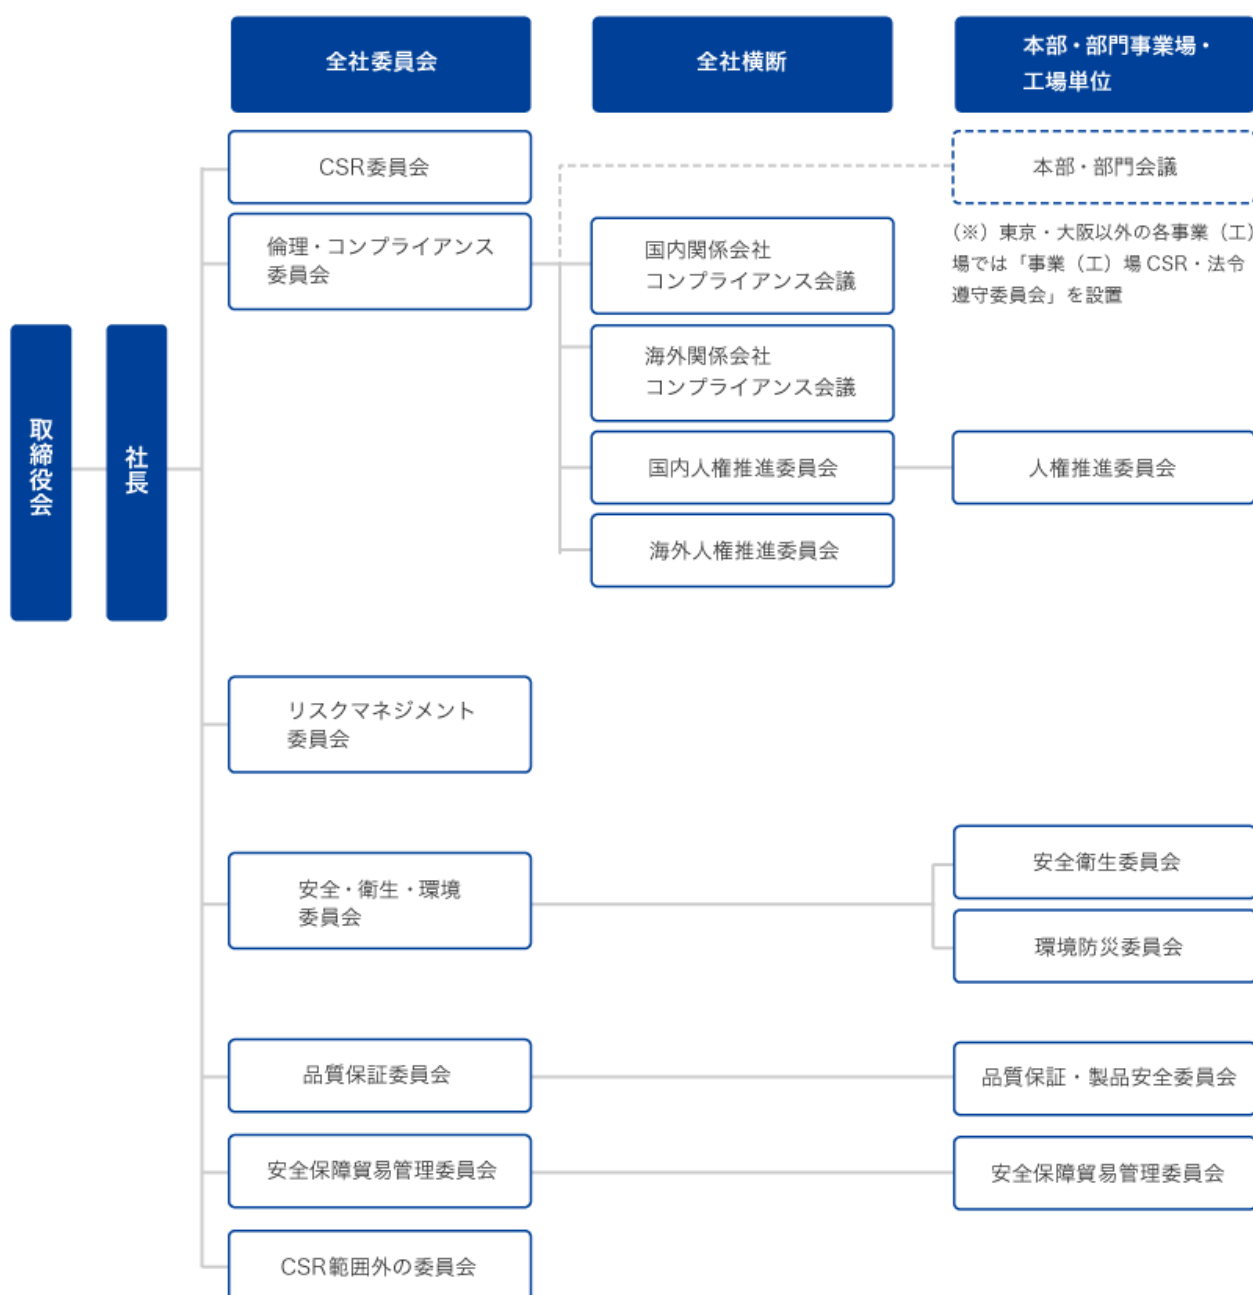 全社委員会
全社横断
本部・部門事業場・
工場単位
CSR委員会
本部・部門会議
倫理・コンプライアンス
委員会
国内関係会社
コンプライアンス会議
(※)東京・大阪以外の各事業(工)
場では「事業(工)場 CSR・法令
遵守委員会」を設置
海外関係会社
コンプライアンス会議
取締役会
社長
国内人権推進委員会
人権推進委員会
海外人権推進委員会
リスクマネジメント
委員会
安全・衛生・環境
委員会
安全衛生委員会
環境防災委員会
品質保証委員会
品質保証・製品安全委員会
安全保障貿易管理委員会
安全保障貿易管理委員会
CSR範囲外の委員会